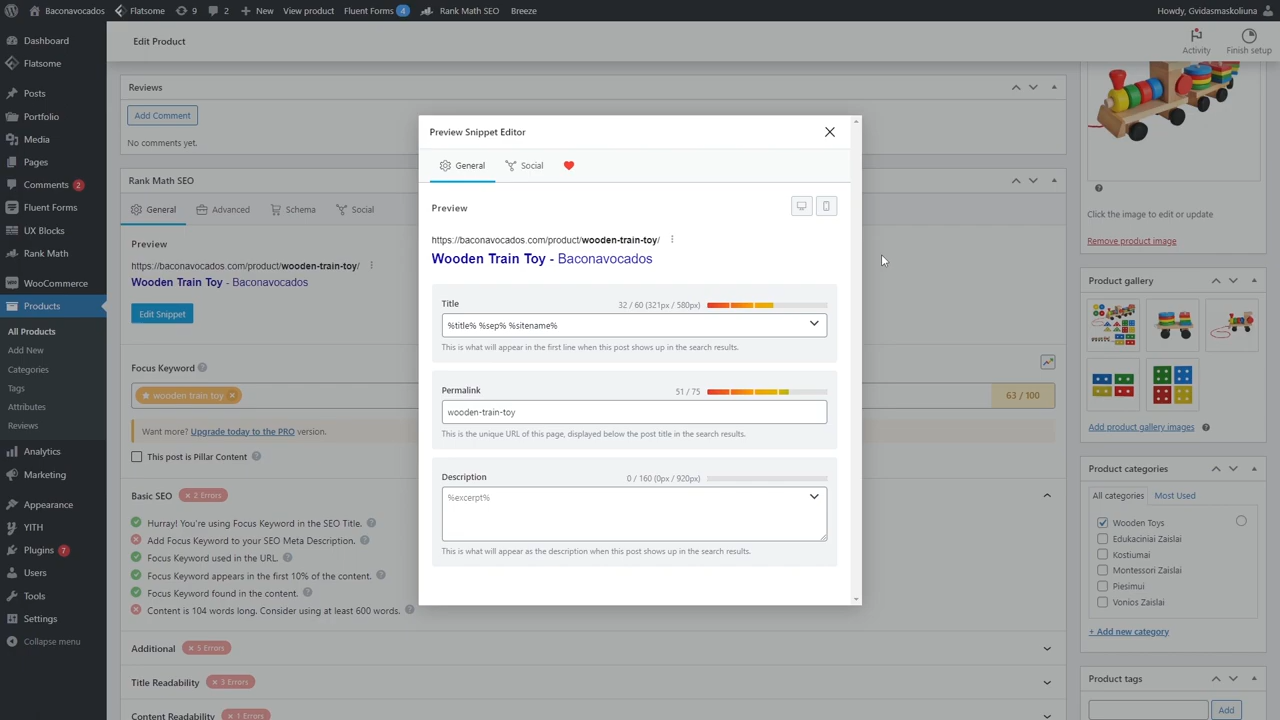 Baconavocados
Flatsome
9
2
New
View product
Fluent Forms 4
Rank Math SEO
Breeze
Howdy, Gvidasmaskoliuna
Dashboard
Flatsome
Posts
Portfolio
Media
Pages
Comments 2
Fluent Forms
UX Blocks
Rank Math
WooCommerce
Products
All Products
Add New
Categories
Tags
Attributes
Reviews
Analytics
Marketing
Appearance
YITH
Plugins 7
Users
Tools
Settings
Collapse menu
Edit Product
Activity
Finish setup
Reviews
Add Comment
No comments yet.
Rank Math SEO
General
Advanced
Schema
Social
Preview
https://baconavocados.com/product/wooden-train-toy/
Wooden Train Toy - Baconavocados
Edit Snippet
Focus Keyword
wooden train toy
63 / 100
Want more? Upgrade today to the PRO version.
This post is Pillar Content
Basic SEO × 2 Errors
Hurray! You're using Focus Keyword in the SEO Title.
Add Focus Keyword to your SEO Meta Description.
Focus Keyword used in the URL.
Focus Keyword appears in the first 10% of the content.
Focus Keyword found in the content.
Content is 104 words long. Consider using at least 600 words.
Additional × 5 Errors
Title Readability × 3 Errors
Content Readability × 1 Errors
Preview Snippet Editor
General
Social
Preview
https://baconavocados.com/product/wooden-train-toy/
Wooden Train Toy - Baconavocados
Title
32 / 60 (321px / 580px)
%title% %sep% %sitename%
This is what will appear in the first line when this post shows up in the search results.
Permalink
51 / 75
wooden-train-toy
This is the unique URL of this page, displayed below the post title in the search results.
Description
0 / 160 (0px / 920px)
%excerpt%
This is what will appear as the description when this post shows up in the search results.
Click the image to edit or update
Remove product image
Product gallery
Add product gallery images
Product categories
All categories
Most Used
Wooden Toys
Edukaciniai Zaislai
Kostiumai
Montessori Zaislai
Piesimui
Vonios Zaislai
+ Add new category
Product tags
Add